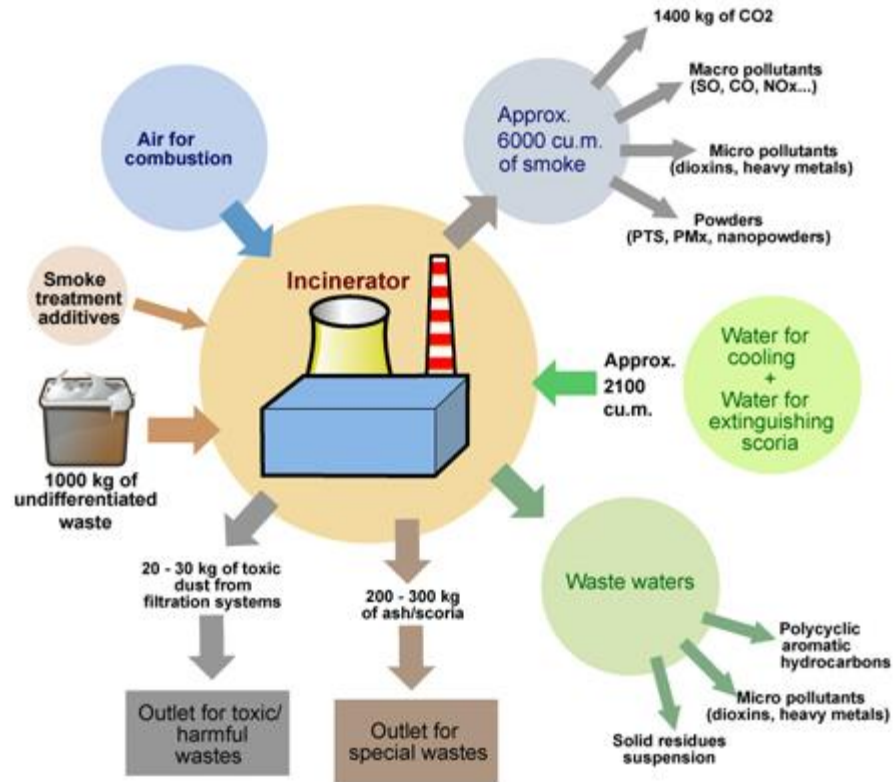 1400 kg of CO2
Macro pollutants
(SO, CO, NOx...)
Approx.
6000 cu.m.
of smoke
Micro pollutants
(dioxins, heavy metals)
Powders
(PTS, PMx, nanopowders)
Air for
combustion
Incinerator
Smoke
treatment
additives
1000 kg of
undifferentiated
waste
Approx.
2100
cu.m.
Water for
cooling
+
Water for
extinguishing
scoria
20 - 30 kg of toxic
dust from
filtration systems
200 - 300 kg
of ash/scoria
Waste waters
Polycyclic
aromatic
hydrocarbons
Micro pollutants
(dioxins, heavy metals)
Solid residues
suspension
Outlet for toxic/
harmful
wastes
Outlet for
special wastes